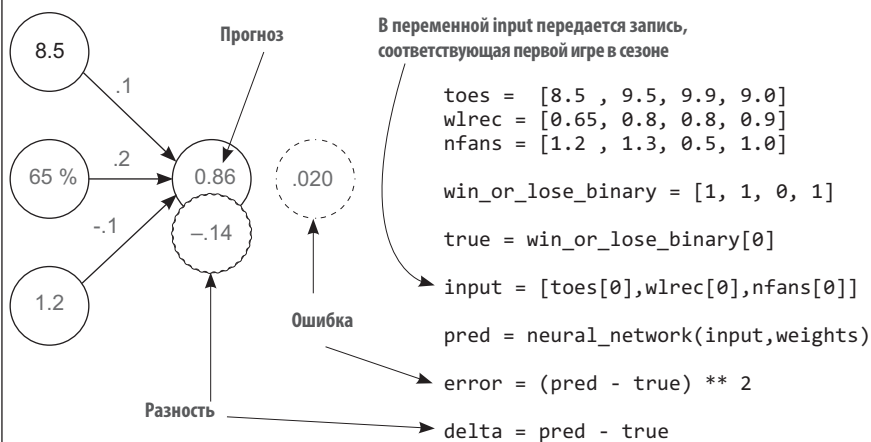 8.5
Прогноз
В переменной input передается запись,
соответствующая первой игре в сезоне
.1
toes =  [8.5 , 9.5, 9.9, 9.0]
wlrec = [0.65, 0.8, 0.8, 0.9]
nfans = [1.2 , 1.3, 0.5, 1.0]
65 %
.2
0.86
.020
win_or_lose_binary = [1, 1, 0, 1]
-.1
–.14
true = win_or_lose_binary[0]
1.2
input = [toes[0],wlrec[0],nfans[0]]
Ошибка
pred = neural_network(input,weights)
error = (pred - true) ** 2
Разность
delta = pred - true